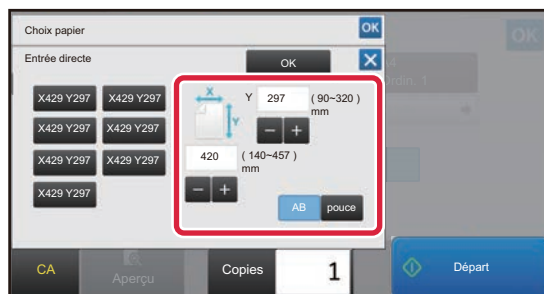 Choix papier
OK
OK
Entrée directe
OK
X429 Y297
X429 Y297
X
Y
297
( 90~320 )
mm
X429 Y297
X429 Y297
Y
X429 Y297
X429 Y297
420
( 140~457 )
mm
X429 Y297
AB
pouce
CA
Aperçu
Copies
1
Départ